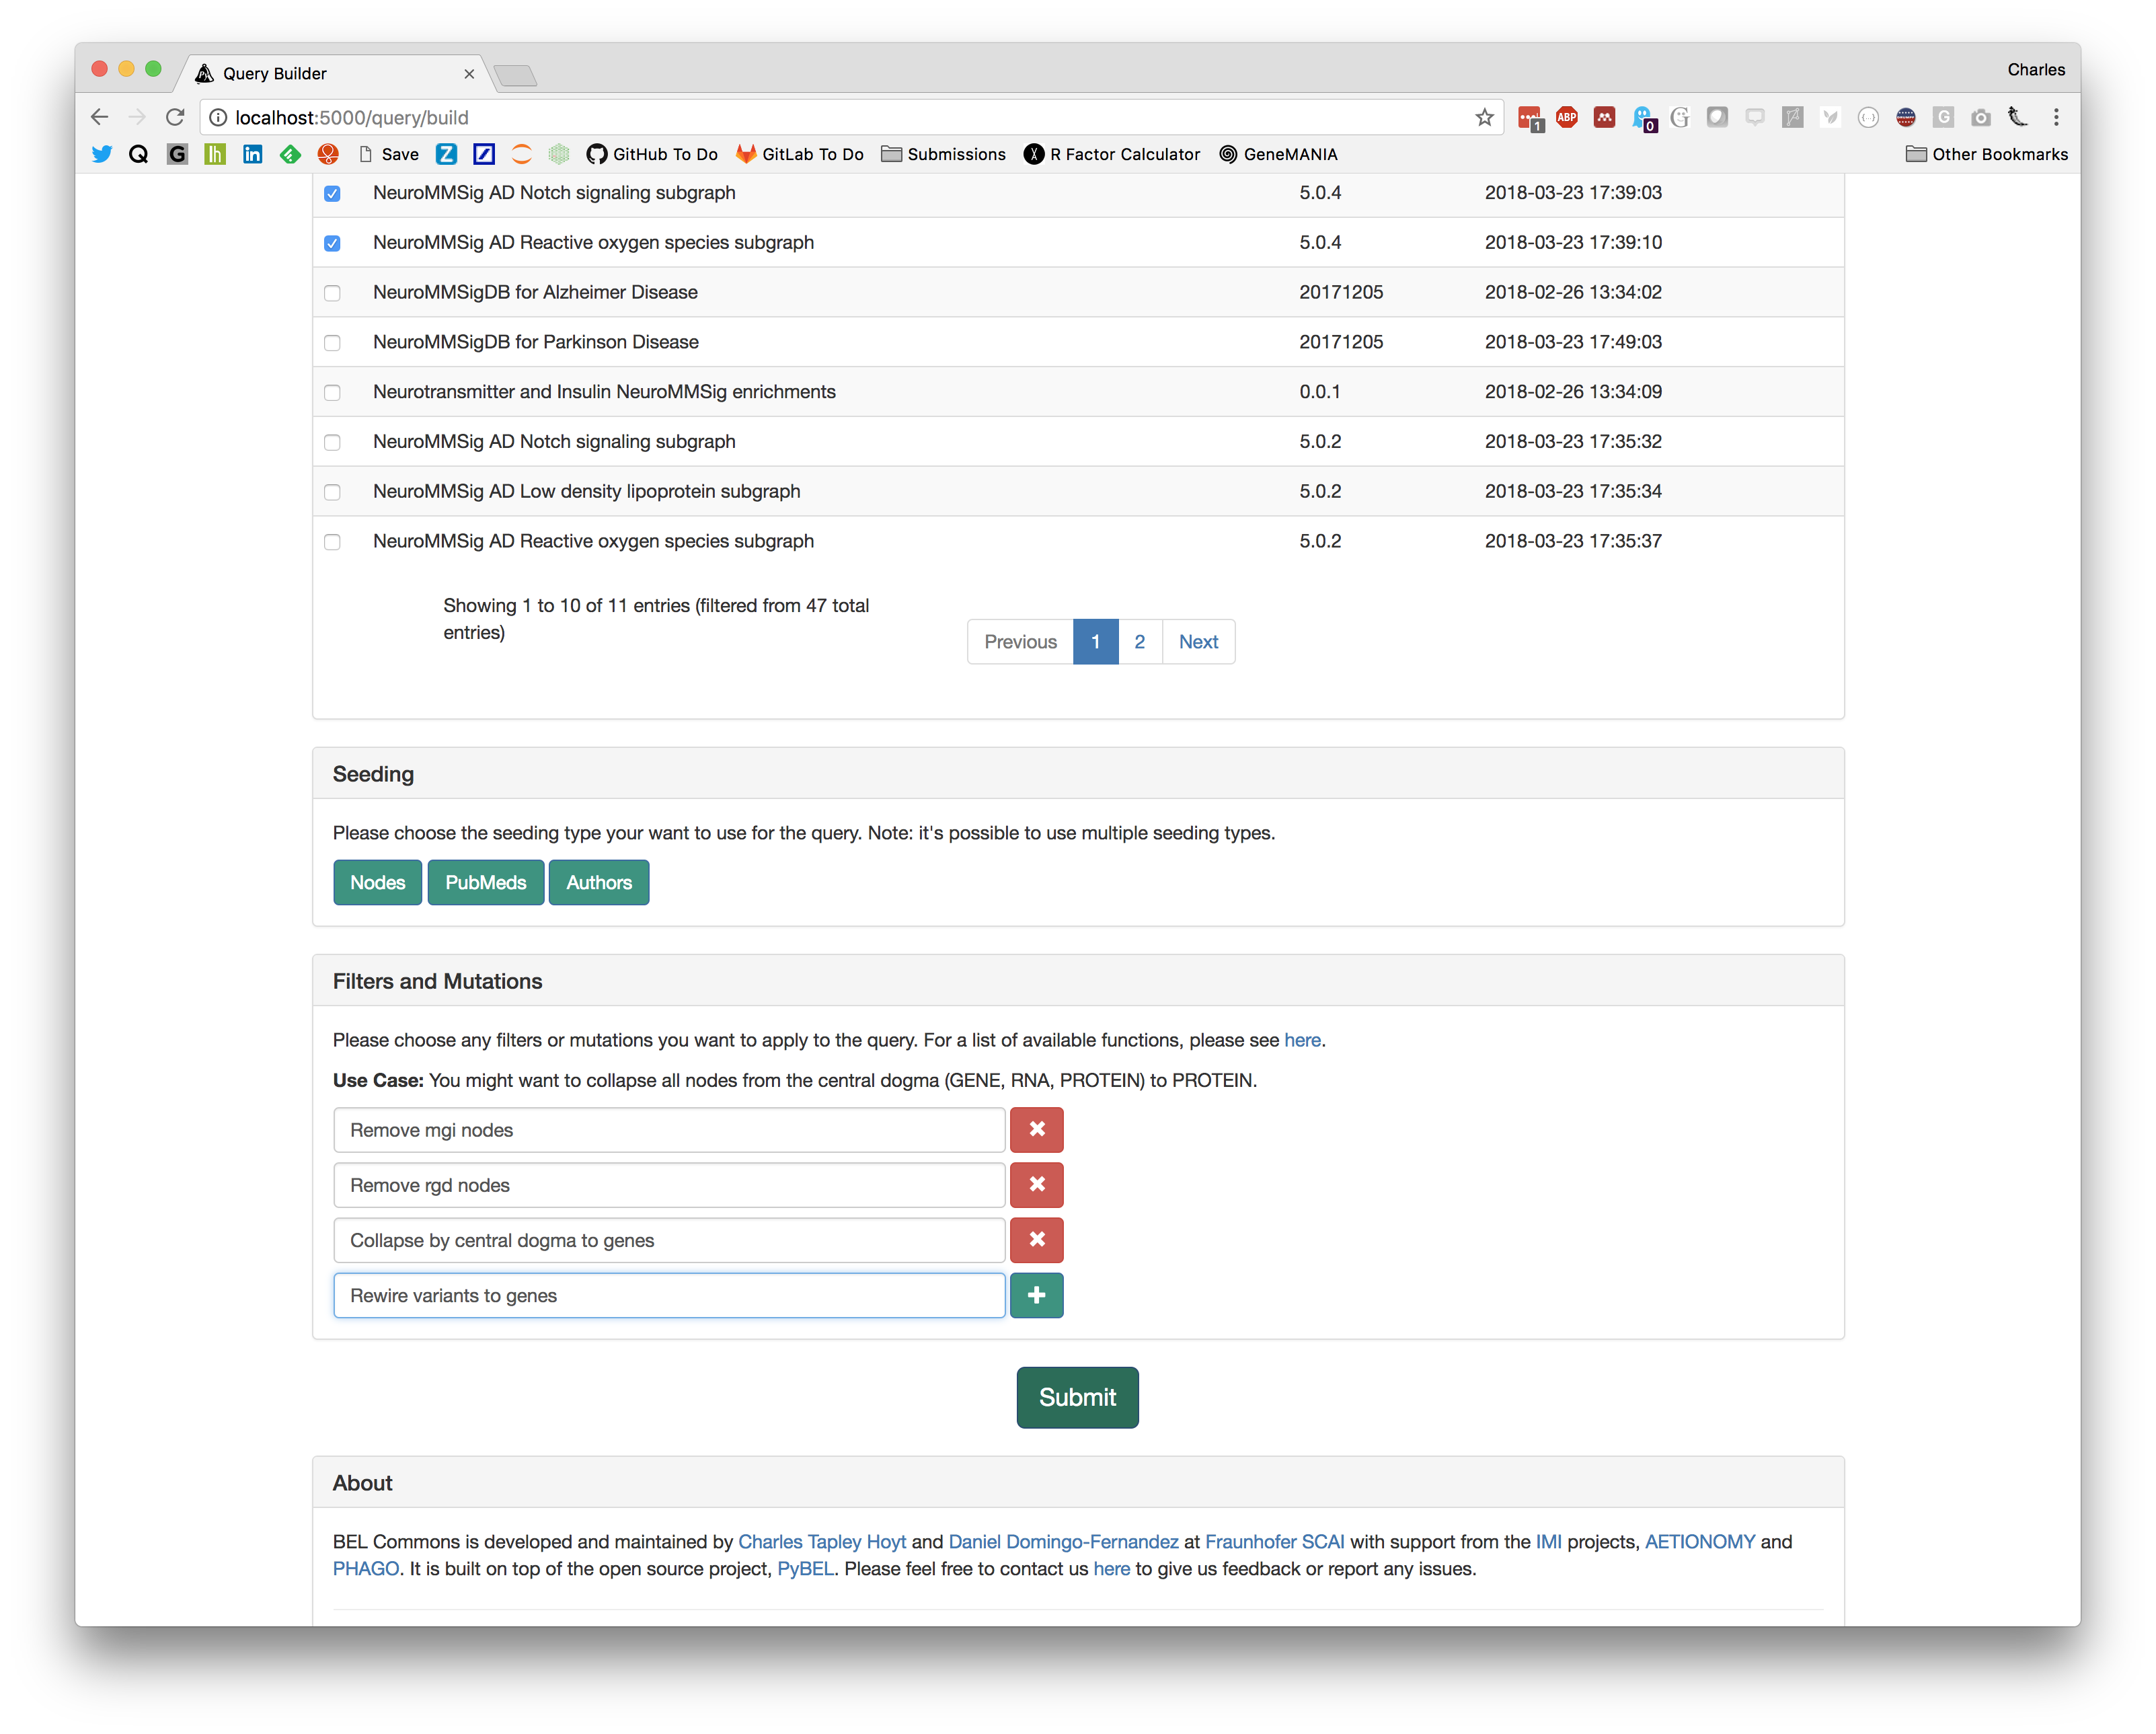 Query Builder
Charles
localhost:5000/query/build
ABP
1
0
G
Q G lh in Save Z GitHub To Do GitLab To Do Submissions R Factor Calculator GeneMANIA Other Bookmarks
NeuroMMSig AD Notch signaling subgraph 5.0.4 2018-03-23 17:39:03
NeuroMMSig AD Reactive oxygen species subgraph 5.0.4 2018-03-23 17:39:10
NeuroMMSigDB for Alzheimer Disease 20171205 2018-02-26 13:34:02
NeuroMMSigDB for Parkinson Disease 20171205 2018-03-23 17:49:03
Neurotransmitter and Insulin NeuroMMSig enrichments 0.0.1 2018-02-26 13:34:09
NeuroMMSig AD Notch signaling subgraph 5.0.2 2018-03-23 17:35:32
NeuroMMSig AD Low density lipoprotein subgraph 5.0.2 2018-03-23 17:35:34
NeuroMMSig AD Reactive oxygen species subgraph 5.0.2 2018-03-23 17:35:37
Showing 1 to 10 of 11 entries (filtered from 47 total
entries)
Previous 1 2 Next
Seeding
Please choose the seeding type your want to use for the query. Note: it's possible to use multiple seeding types.
Nodes PubMeds Authors
Filters and Mutations
Please choose any filters or mutations you want to apply to the query. For a list of available functions, please see here.
Use Case: You might want to collapse all nodes from the central dogma (GENE, RNA, PROTEIN) to PROTEIN.
Remove mgi nodes
Remove rgd nodes
Collapse by central dogma to genes
Rewire variants to genes
Submit
About
BEL Commons is developed and maintained by Charles Tapley Hoyt and Daniel Domingo-Fernandez at Fraunhofer SCAI with support from the IMI projects, AETIONOMY and
PHAGO. It is built on top of the open source project, PyBEL. Please feel free to contact us here to give us feedback or report any issues.